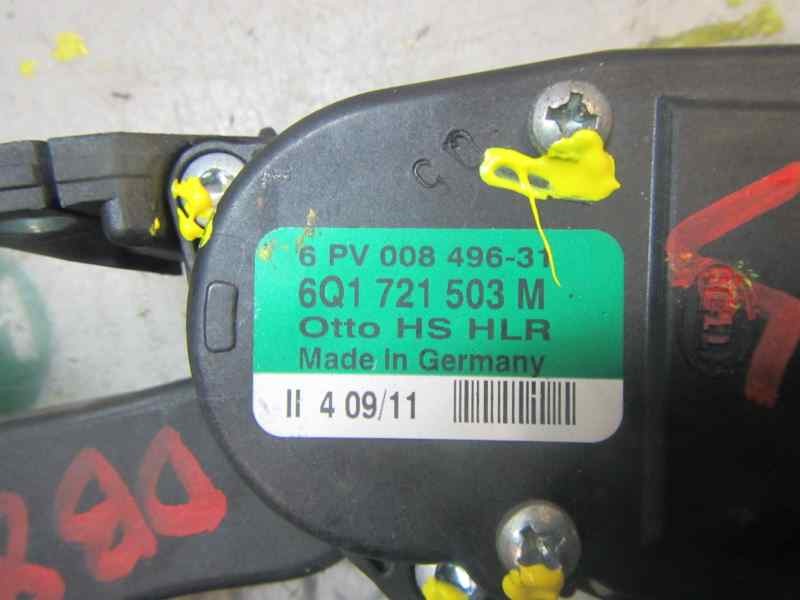 6 PV 008 496-31
6Q1 721 503 M
Otto HS HLR
Made in Germany
II 4 09/11